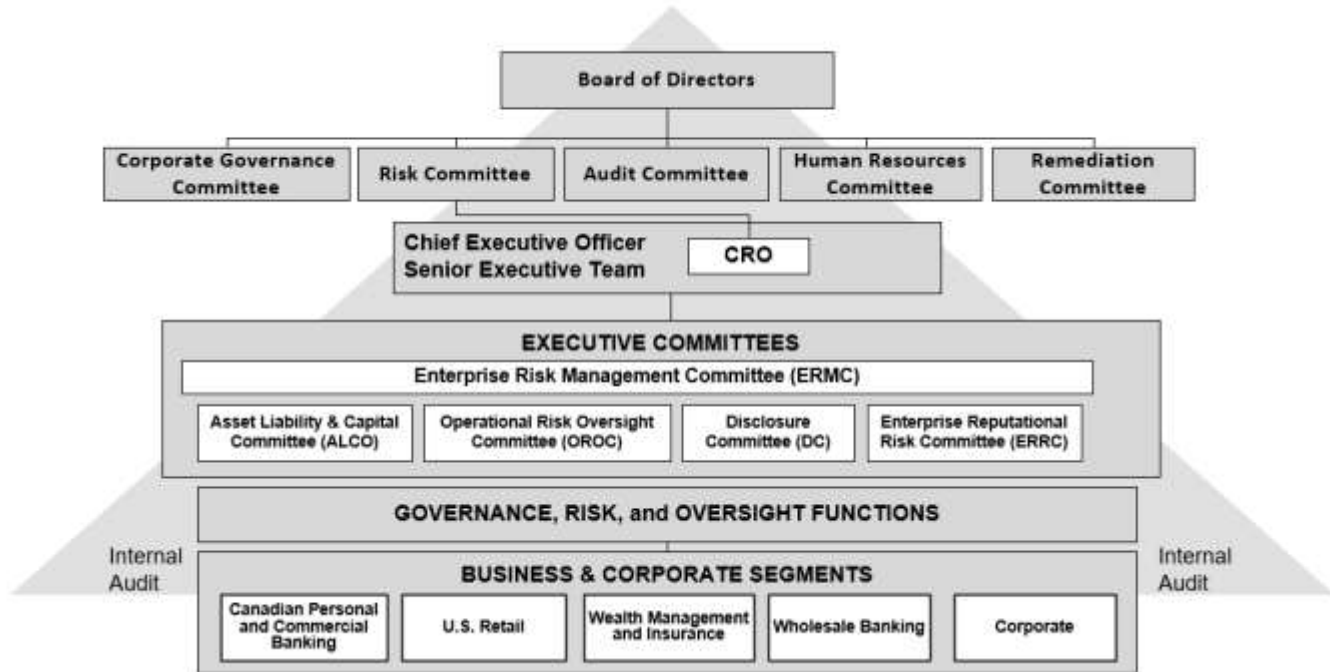 Board of Directors
Corporate Governance
Committee
Risk Committee
Audit Committee
Human Resources
Committee
Remediation
Committee
Chief Executive Officer
Senior Executive Team
CRO
EXECUTIVE COMMITTEES
Enterprise Risk Management Committee (ERMC)
Asset Liability & Capital
Committee (ALCO)
Operational Risk Oversight
Committee (OROC)
Disclosure
Committee (DC)
Enterprise Reputational
Risk Committee (ERRC)
GOVERNANCE, RISK, and OVERSIGHT FUNCTIONS
Internal
Audit
Internal
Audit
BUSINESS & CORPORATE SEGMENTS
Canadian Personal
and Commercial
Banking
U.S. Retail
Wealth Management
and Insurance
Wholesale Banking
Corporate